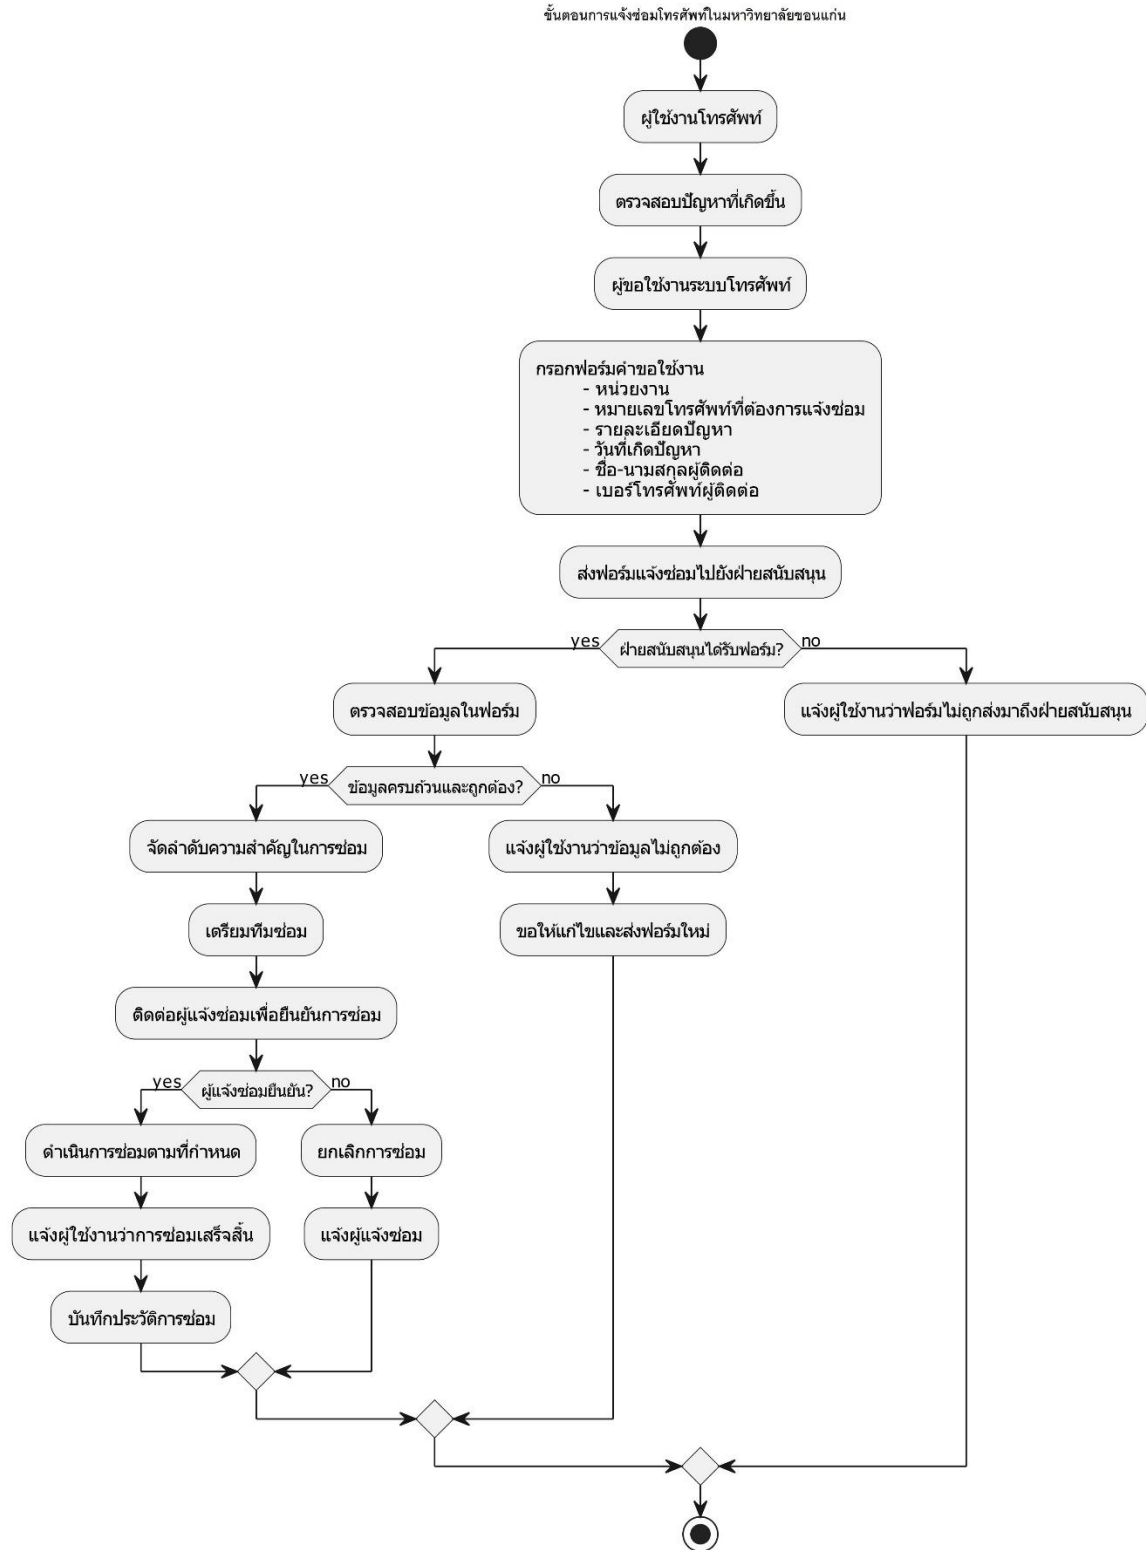 ขั้นตอนการแจ้งซ่อมโทรศัพท์ในมหาวิทยาลัยขอนแก่น
ผู้ใช้งานโทรศัพท์
ตรวจสอบปัญหาที่เกิดขึ้น
ผู้ขอใช้งานระบบโทรศัพท์
กรอกฟอร์มคำขอใช้งาน
- หน่วยงาน
- หมายเลขโทรศัพท์ที่ต้องการแจ้งซ่อม
- รายละเอียดปัญหา
- วันที่เกิดปัญหา
- ชื่อ-นามสกุลผู้ติดต่อ
- เบอร์โทรศัพท์ผู้ติดต่อ
ส่งฟอร์มแจ้งซ่อมไปยังฝ่ายสนับสนุน
yes
ฝ่ายสนับสนุนได้รับฟอร์ม?
no
ตรวจสอบข้อมูลในฟอร์ม
แจ้งผู้ใช้งานว่าฟอร์มไม่ถูกส่งมาถึงฝ่ายสนับสนุน
yes
ข้อมูลครบถ้วนและถูกต้อง?
no
จัดลำดับความสำคัญในการซ่อม
แจ้งผู้ใช้งานว่าข้อมูลไม่ถูกต้อง
เตรียมทีมซ่อม
ขอให้แก้ไขและส่งฟอร์มใหม่
ติดต่อผู้แจ้งซ่อมเพื่อยืนยันการซ่อม
yes
ผู้แจ้งซ่อมยืนยัน?
no
ดำเนินการซ่อมตามที่กำหนด
ยกเลิกการซ่อม
แจ้งผู้ใช้งานว่าการซ่อมเสร็จสิ้น
แจ้งผู้แจ้งซ่อม
บันทึกประวัติการซ่อม